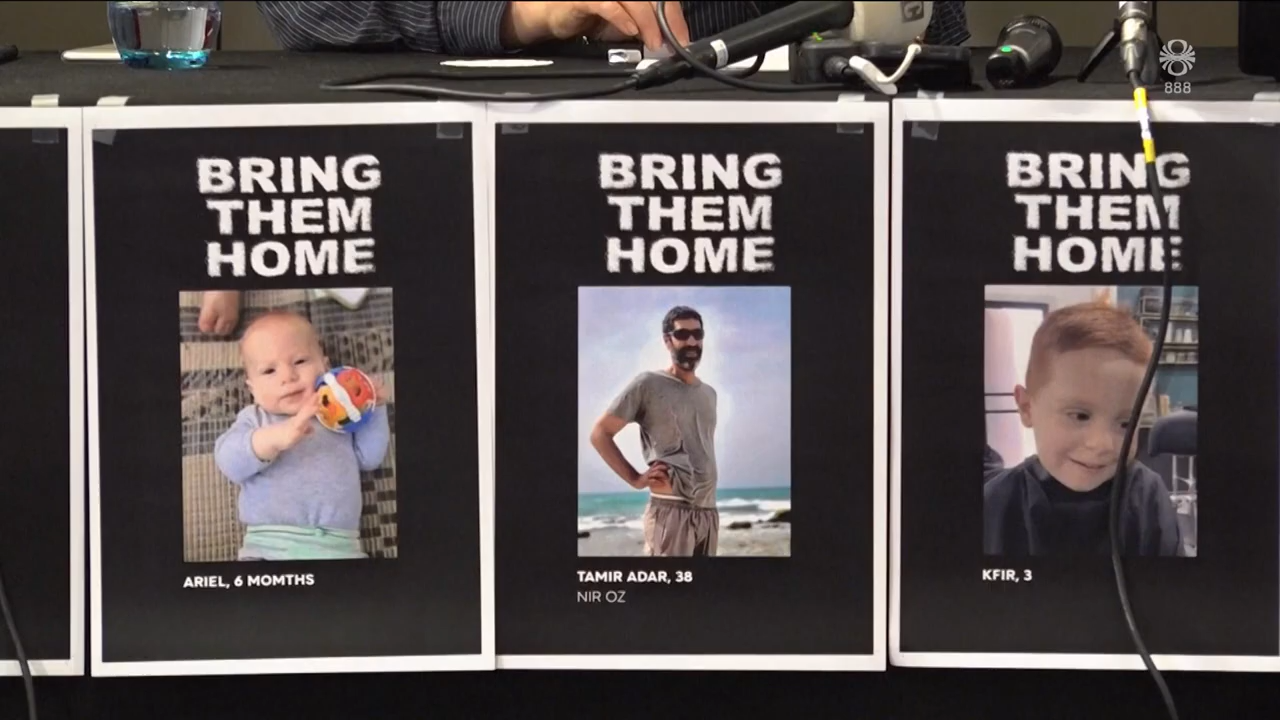 888
BRING
THEM
HOME
ARIEL, 6 MOMTHS
BRING
THEM
HOME
TAMIR ADAR, 38
NIR OZ
BRING
THEM
HOME
KFIR, 3